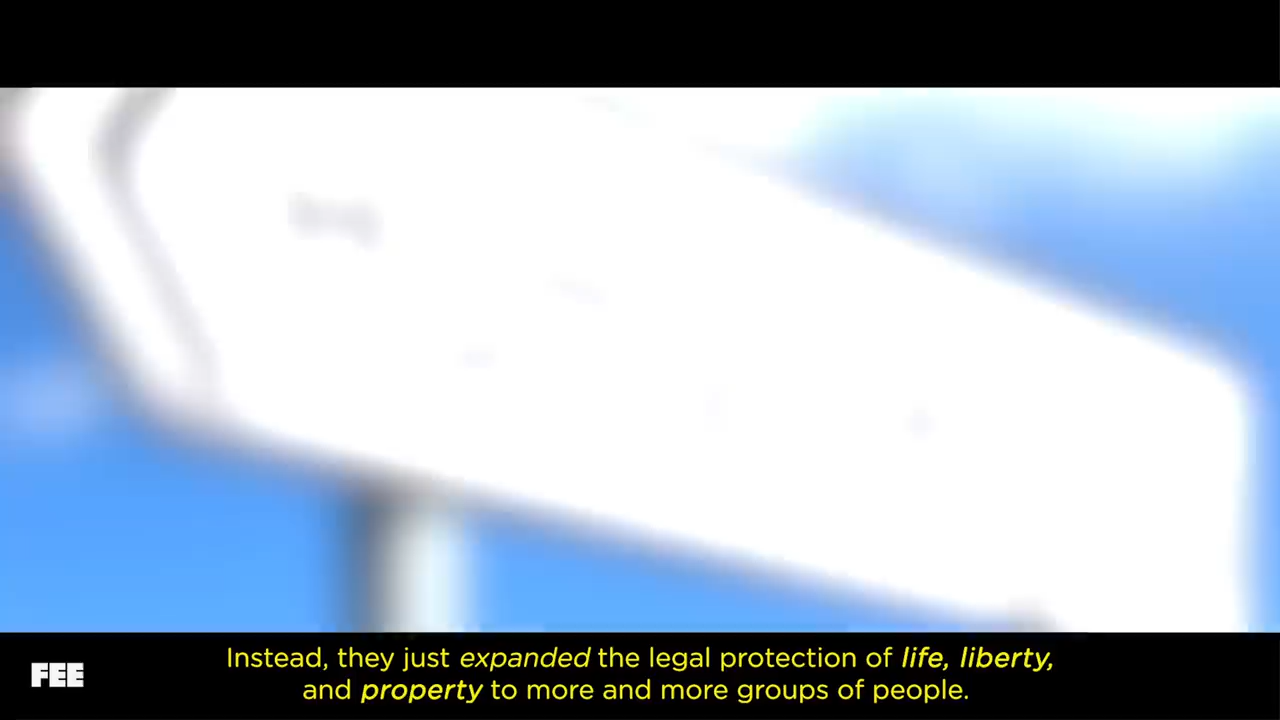 Instead, they just expanded the legal protection of life, liberty,
and property to more and more groups of people.
FEE